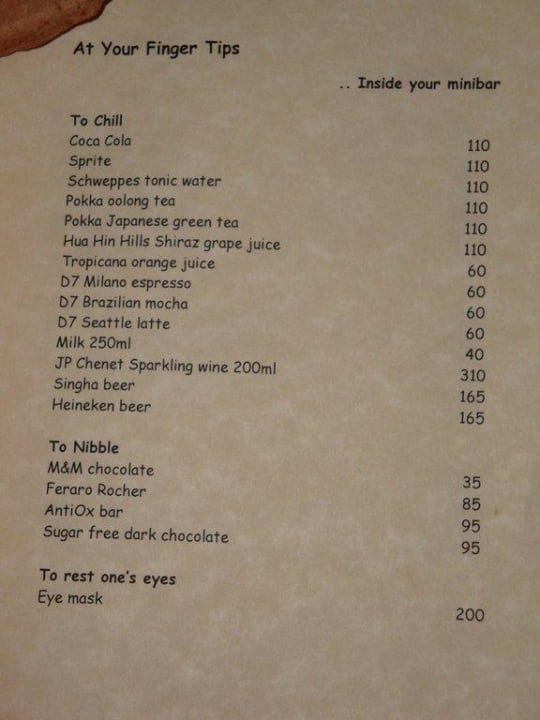 At Your Finger Tips
.. Inside your minibar
To Chill
Coca Cola 110
Sprite 110
Schweppes tonic water 110
Pokka oolong tea 110
Pokka Japanese green tea 110
Hua Hin Hills Shiraz grape juice 110
Tropicana orange juice 60
D7 Milano espresso 60
D7 Brazilian mocha 60
D7 Seattle latte 60
Milk 250ml 40
JP Chenet Sparkling wine 200ml 310
Singha beer 165
Heineken beer 165
To Nibble
M&M chocolate 35
Feraro Rocher 85
AntiOx bar 95
Sugar free dark chocolate 95
To rest one's eyes
Eye mask 200